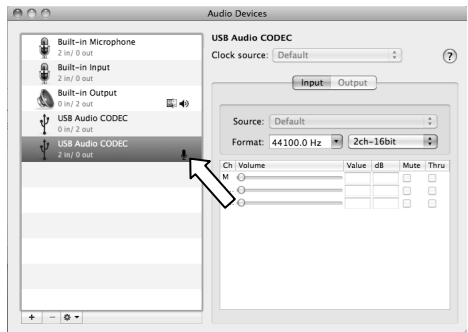 Audio Devices
Built-in Microphone
2 in/ 0 out
Built-in Input
2 in/ 0 out
Built-in Output
0 in/ 2 out
USB Audio CODEC
0 in/ 2 out
USB Audio CODEC
2 in/ 0 out
+ −
USB Audio CODEC
Clock source: Default
?
Input Output
Source: Default
Format: 44100.0 Hz 2ch-16bit
Ch Volume Value dB Mute Thru
M